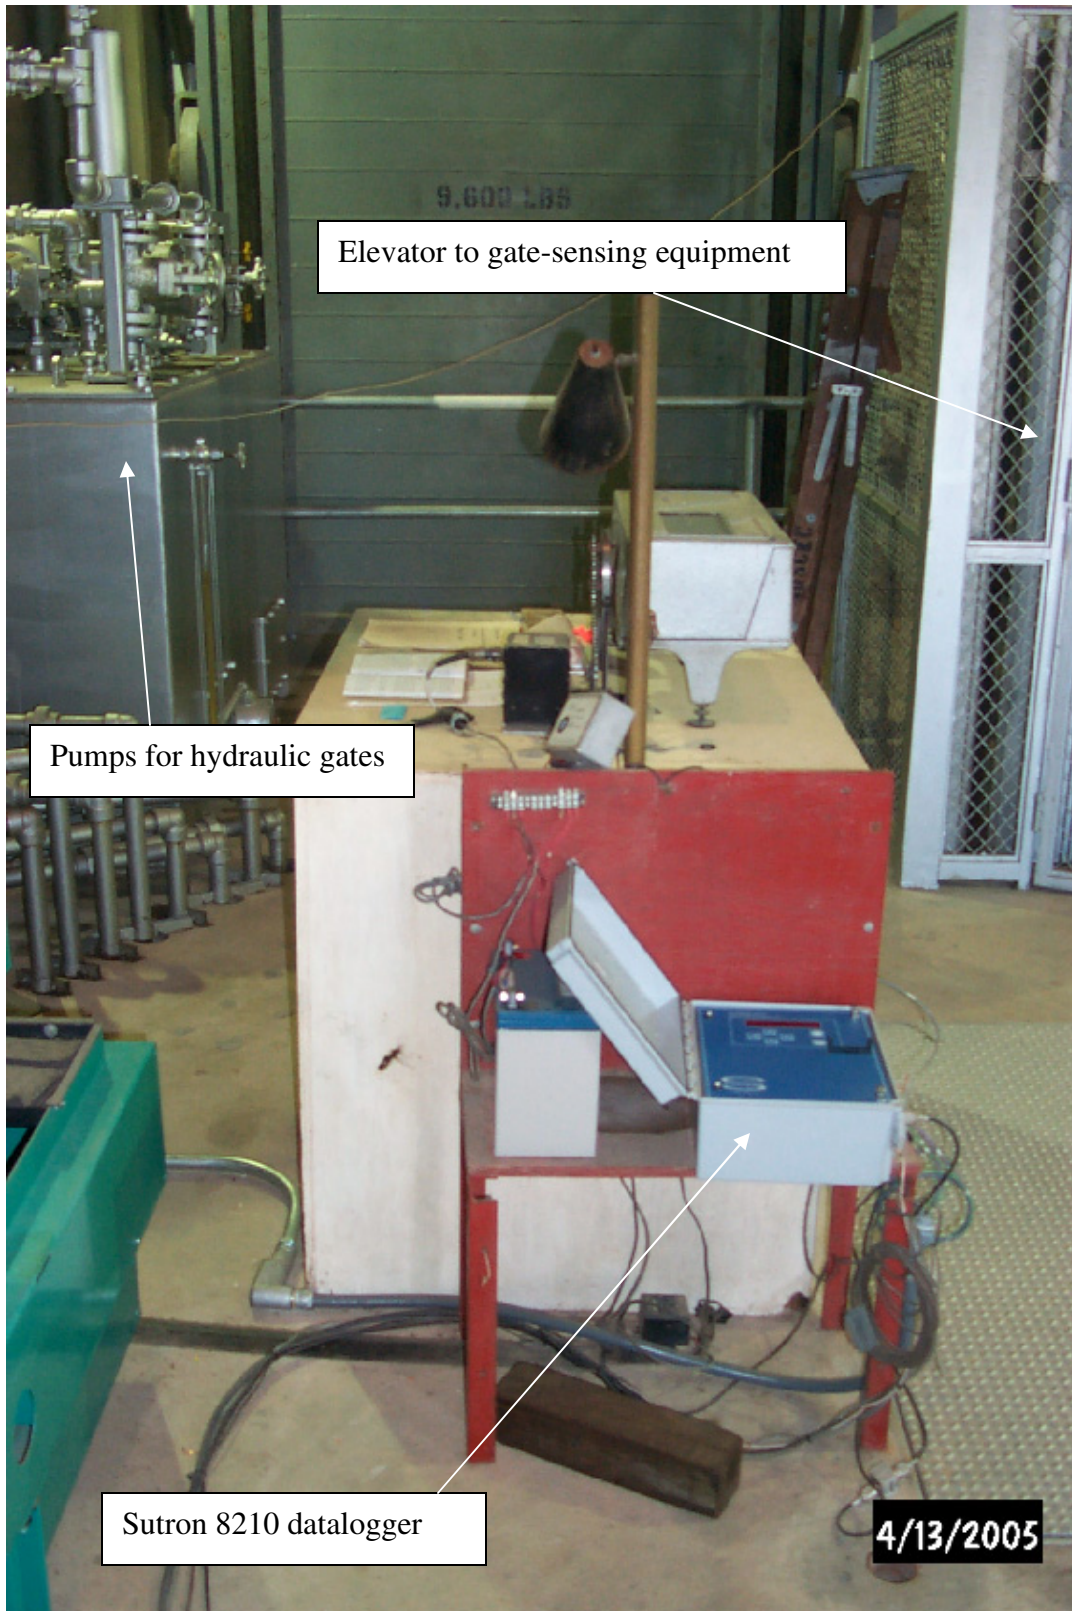 9,600 LBS
Elevator to gate-sensing equipment
Pumps for hydraulic gates
Sutron 8210 datalogger
4/13/2005